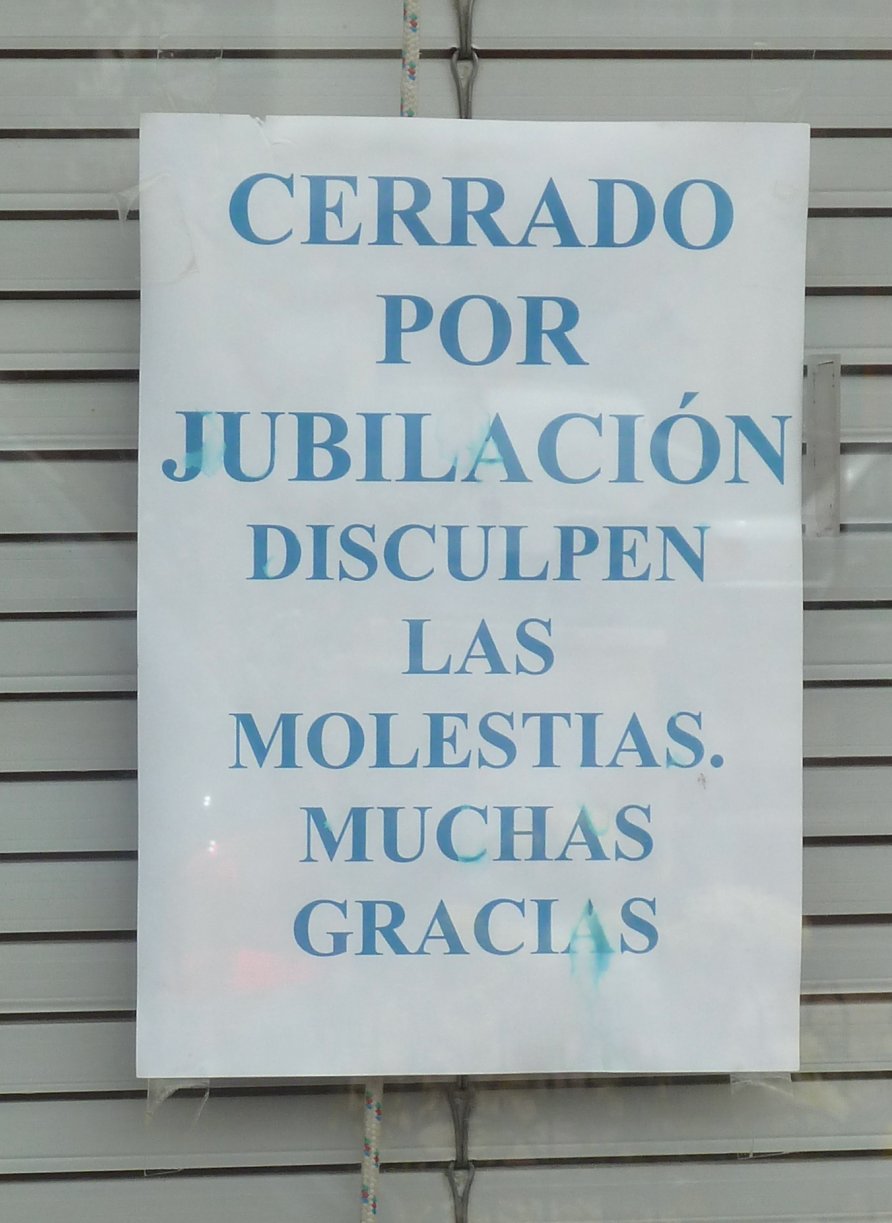 CERRADO
POR
JUBILACIÓN
DISCULPEN
LAS
MOLESTIAS.
MUCHAS
GRACIAS